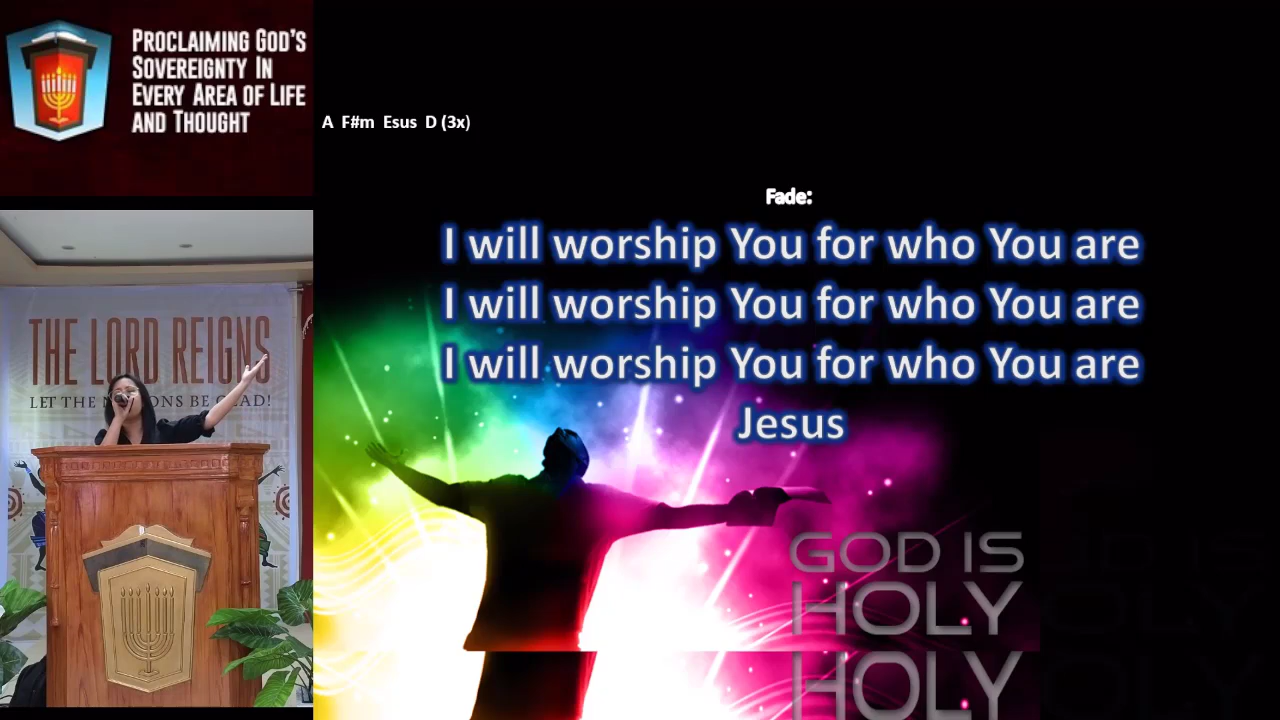 PROCLAIMING GOD'S
SOVEREIGNTY IN
EVERY AREA OF LIFE
AND THOUGHT
A F#m Esus D (3x)
Fade:
I will worship You for who You are
I will worship You for who You are
I will worship You for who You are
Jesus
THE LORD REIGNS
LET THE NATIONS BE GLAD!
GOD IS
HOLY
HOLY